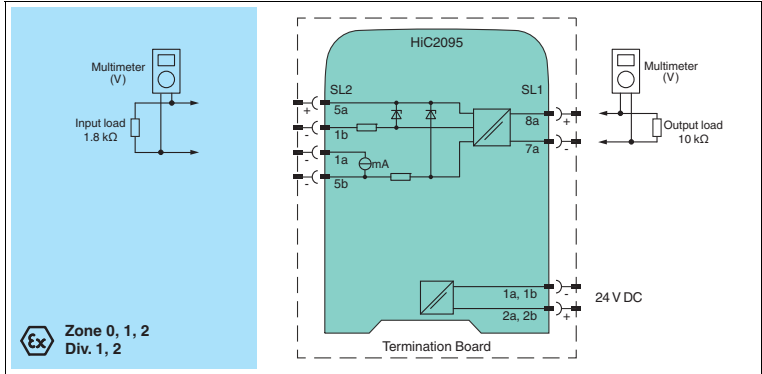 HiC2095
Multimeter
(V)
Input load
1.8 kΩ
SL2
SL1
+
5a
-
1b
-
1a
mA
-
5b
8a
+
7a
-
Multimeter
(V)
Output load
10 kΩ
1a, 1b
-
2a, 2b
+
24 V DC
Ex
Zone 0, 1, 2
Div. 1, 2
Termination Board